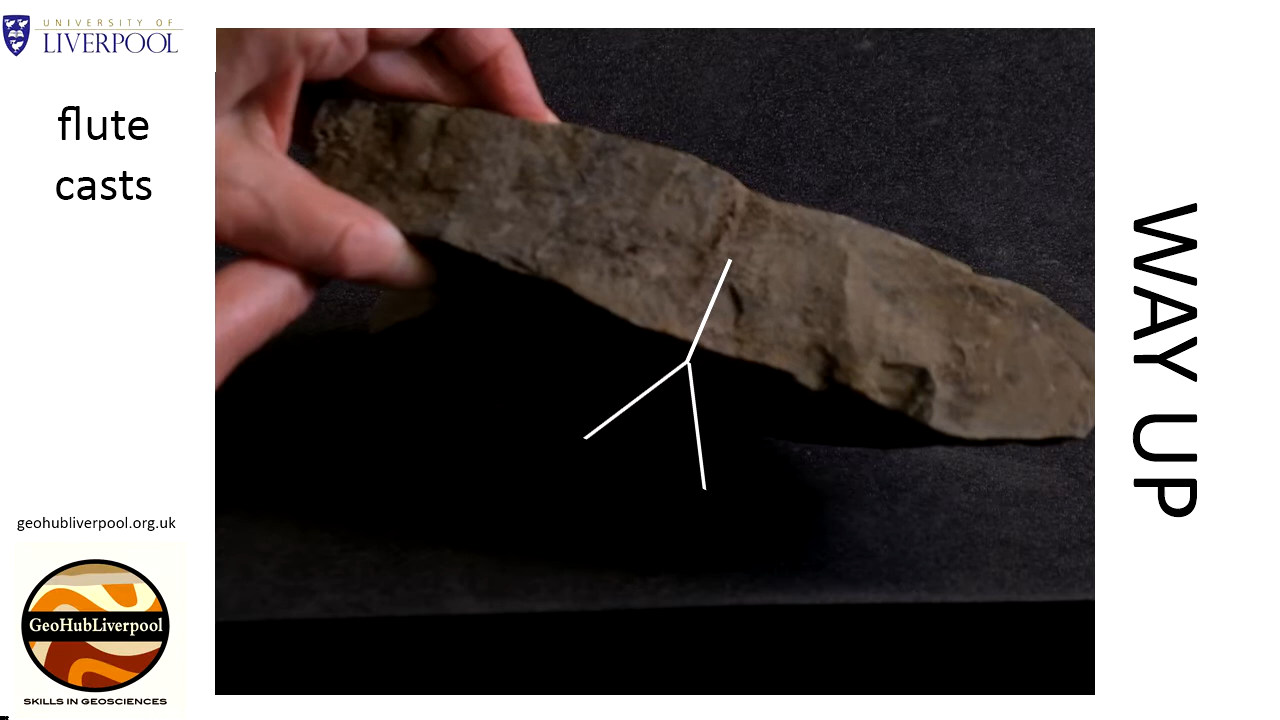 UNIVERSITY OF
LIVERPOOL
flute
casts
WAY UP
geohubliverpool.org.uk
GeoHubLiverpool
SKILLS IN GEOSCIENCES